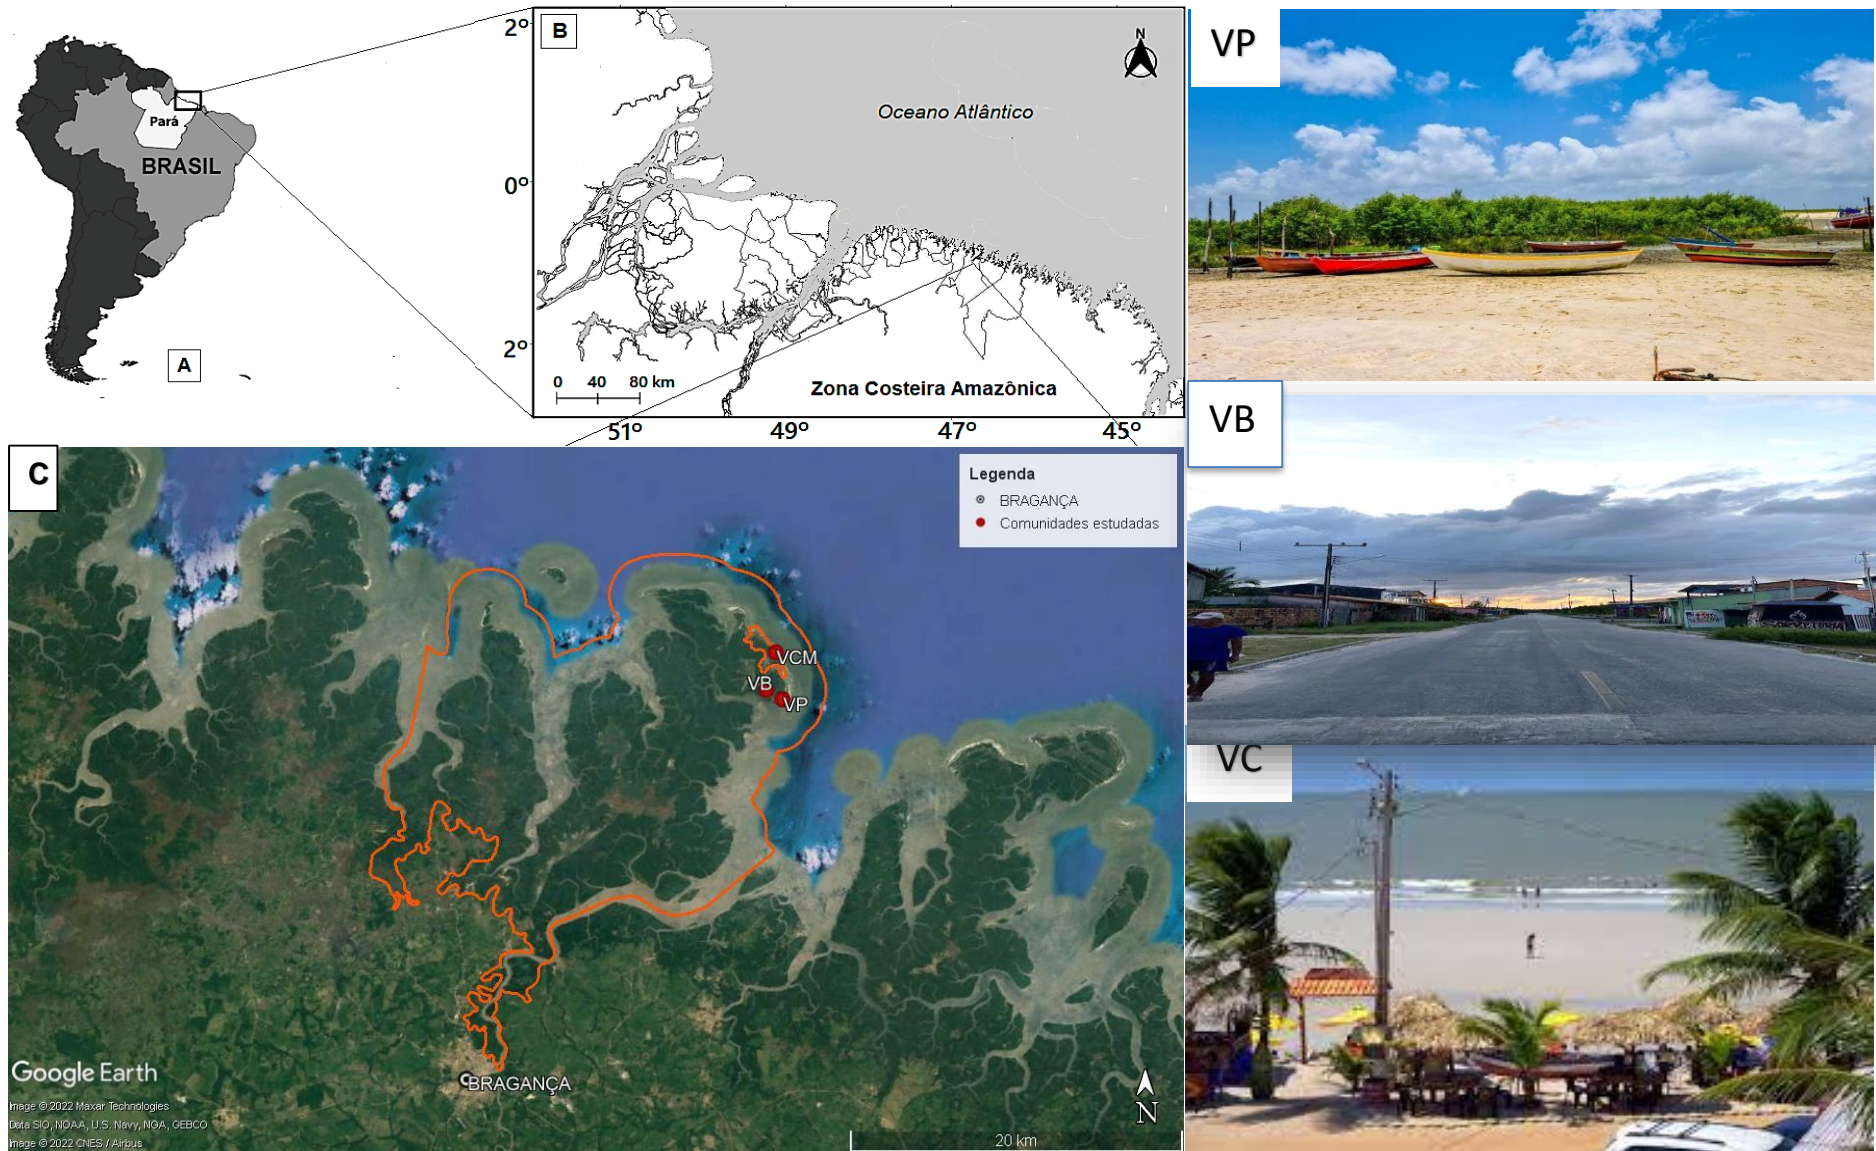 Pará
BRASIL
A
B
2°
0°
2°
N
Oceano Atlântico
0 40 80 km
Zona Costeira Amazônica
51° 49° 47° 45°
C
Legenda
BRAGANÇA
Comunidades estudadas
VCM
VB
VP
BRAGANÇA
Google Earth
Image © 2022 Maxar Technologies
Data SIO, NOAA, U.S. Navy, NGA, GEBCO
Image © 2022 CNES / Airbus
N
20 km
VP
VB
VC